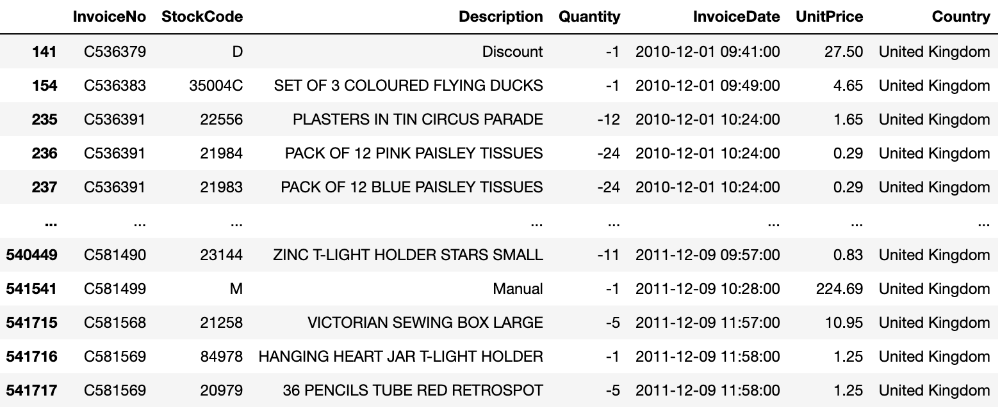 InvoiceNo StockCode Description Quantity InvoiceDate UnitPrice Country
141 C536379 D Discount -1 2010-12-01 09:41:00 27.50 United Kingdom
154 C536383 35004C SET OF 3 COLOURED FLYING DUCKS -1 2010-12-01 09:49:00 4.65 United Kingdom
235 C536391 22556 PLASTERS IN TIN CIRCUS PARADE -12 2010-12-01 10:24:00 1.65 United Kingdom
236 C536391 21984 PACK OF 12 PINK PAISLEY TISSUES -24 2010-12-01 10:24:00 0.29 United Kingdom
237 C536391 21983 PACK OF 12 BLUE PAISLEY TISSUES -24 2010-12-01 10:24:00 0.29 United Kingdom
... ... ... ... ... ... ... ...
540449 C581490 23144 ZINC T-LIGHT HOLDER STARS SMALL -11 2011-12-09 09:57:00 0.83 United Kingdom
541541 C581499 M Manual -1 2011-12-09 10:28:00 224.69 United Kingdom
541715 C581568 21258 VICTORIAN SEWING BOX LARGE -5 2011-12-09 11:57:00 10.95 United Kingdom
541716 C581569 84978 HANGING HEART JAR T-LIGHT HOLDER -1 2011-12-09 11:58:00 1.25 United Kingdom
541717 C581569 20979 36 PENCILS TUBE RED RETROSPOT -5 2011-12-09 11:58:00 1.25 United Kingdom